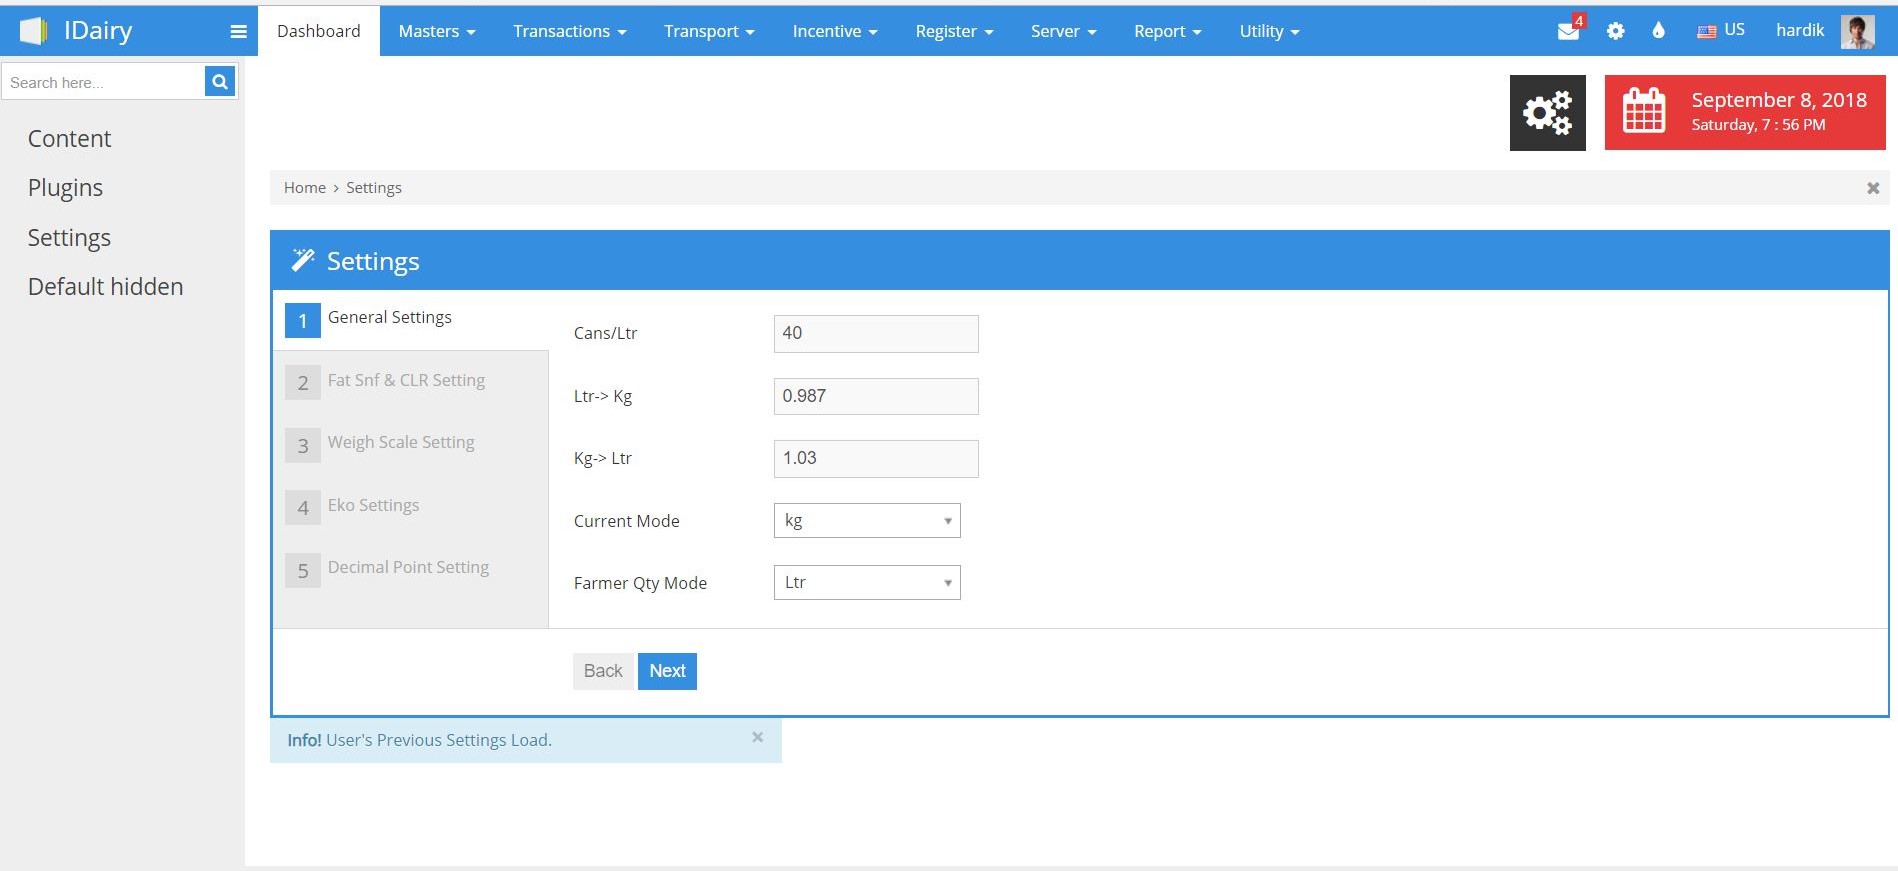 IDairy
Dashboard
Masters
Transactions
Transport
Incentive
Register
Server
Report
Utility
4
US
hardik
Search here...
Content
Plugins
Settings
Default hidden
September 8, 2018
Saturday, 7 : 56 PM
Home › Settings
Settings
1 General Settings
2 Fat Snf & CLR Setting
3 Weigh Scale Setting
4 Eko Settings
5 Decimal Point Setting
Cans/Ltr 40
Ltr-> Kg 0.987
Kg-> Ltr 1.03
Current Mode kg
Farmer Qty Mode Ltr
Back Next
Info! User's Previous Settings Load.